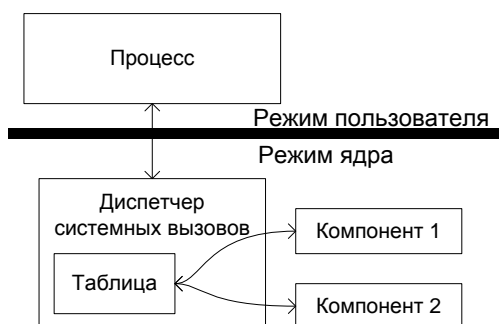 Процесс
Режим пользователя
Режим ядра
Диспетчер
системных вызовов
Таблица
Компонент 1
Компонент 2